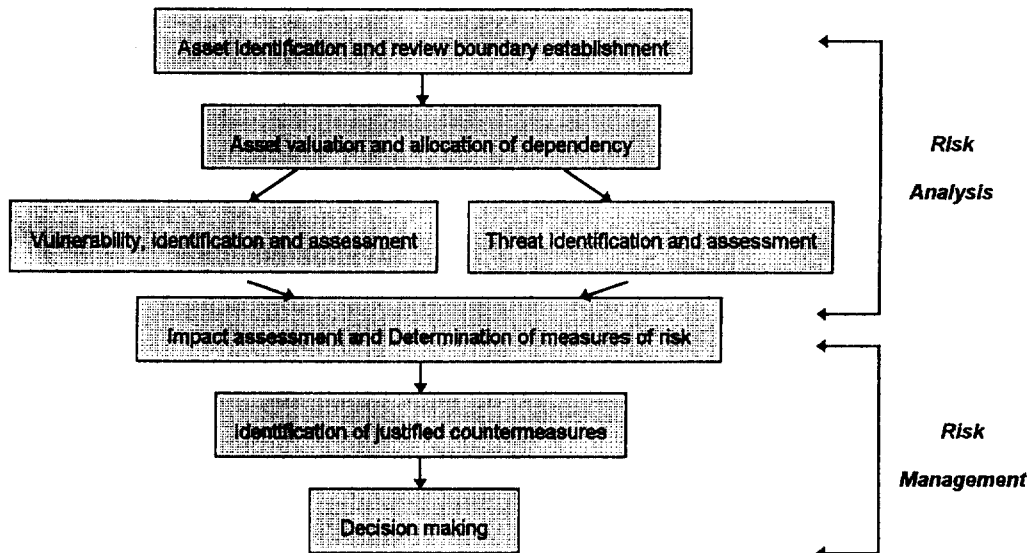 Asset identification and review boundary establishment
Asset valuation and allocation of dependency
Risk
Analysis
Vulnerability, identification and assessment
Threat identification and assessment
Impact assessment and Determination of measures of risk
Identification of justified countermeasures
Risk
Management
Decision making